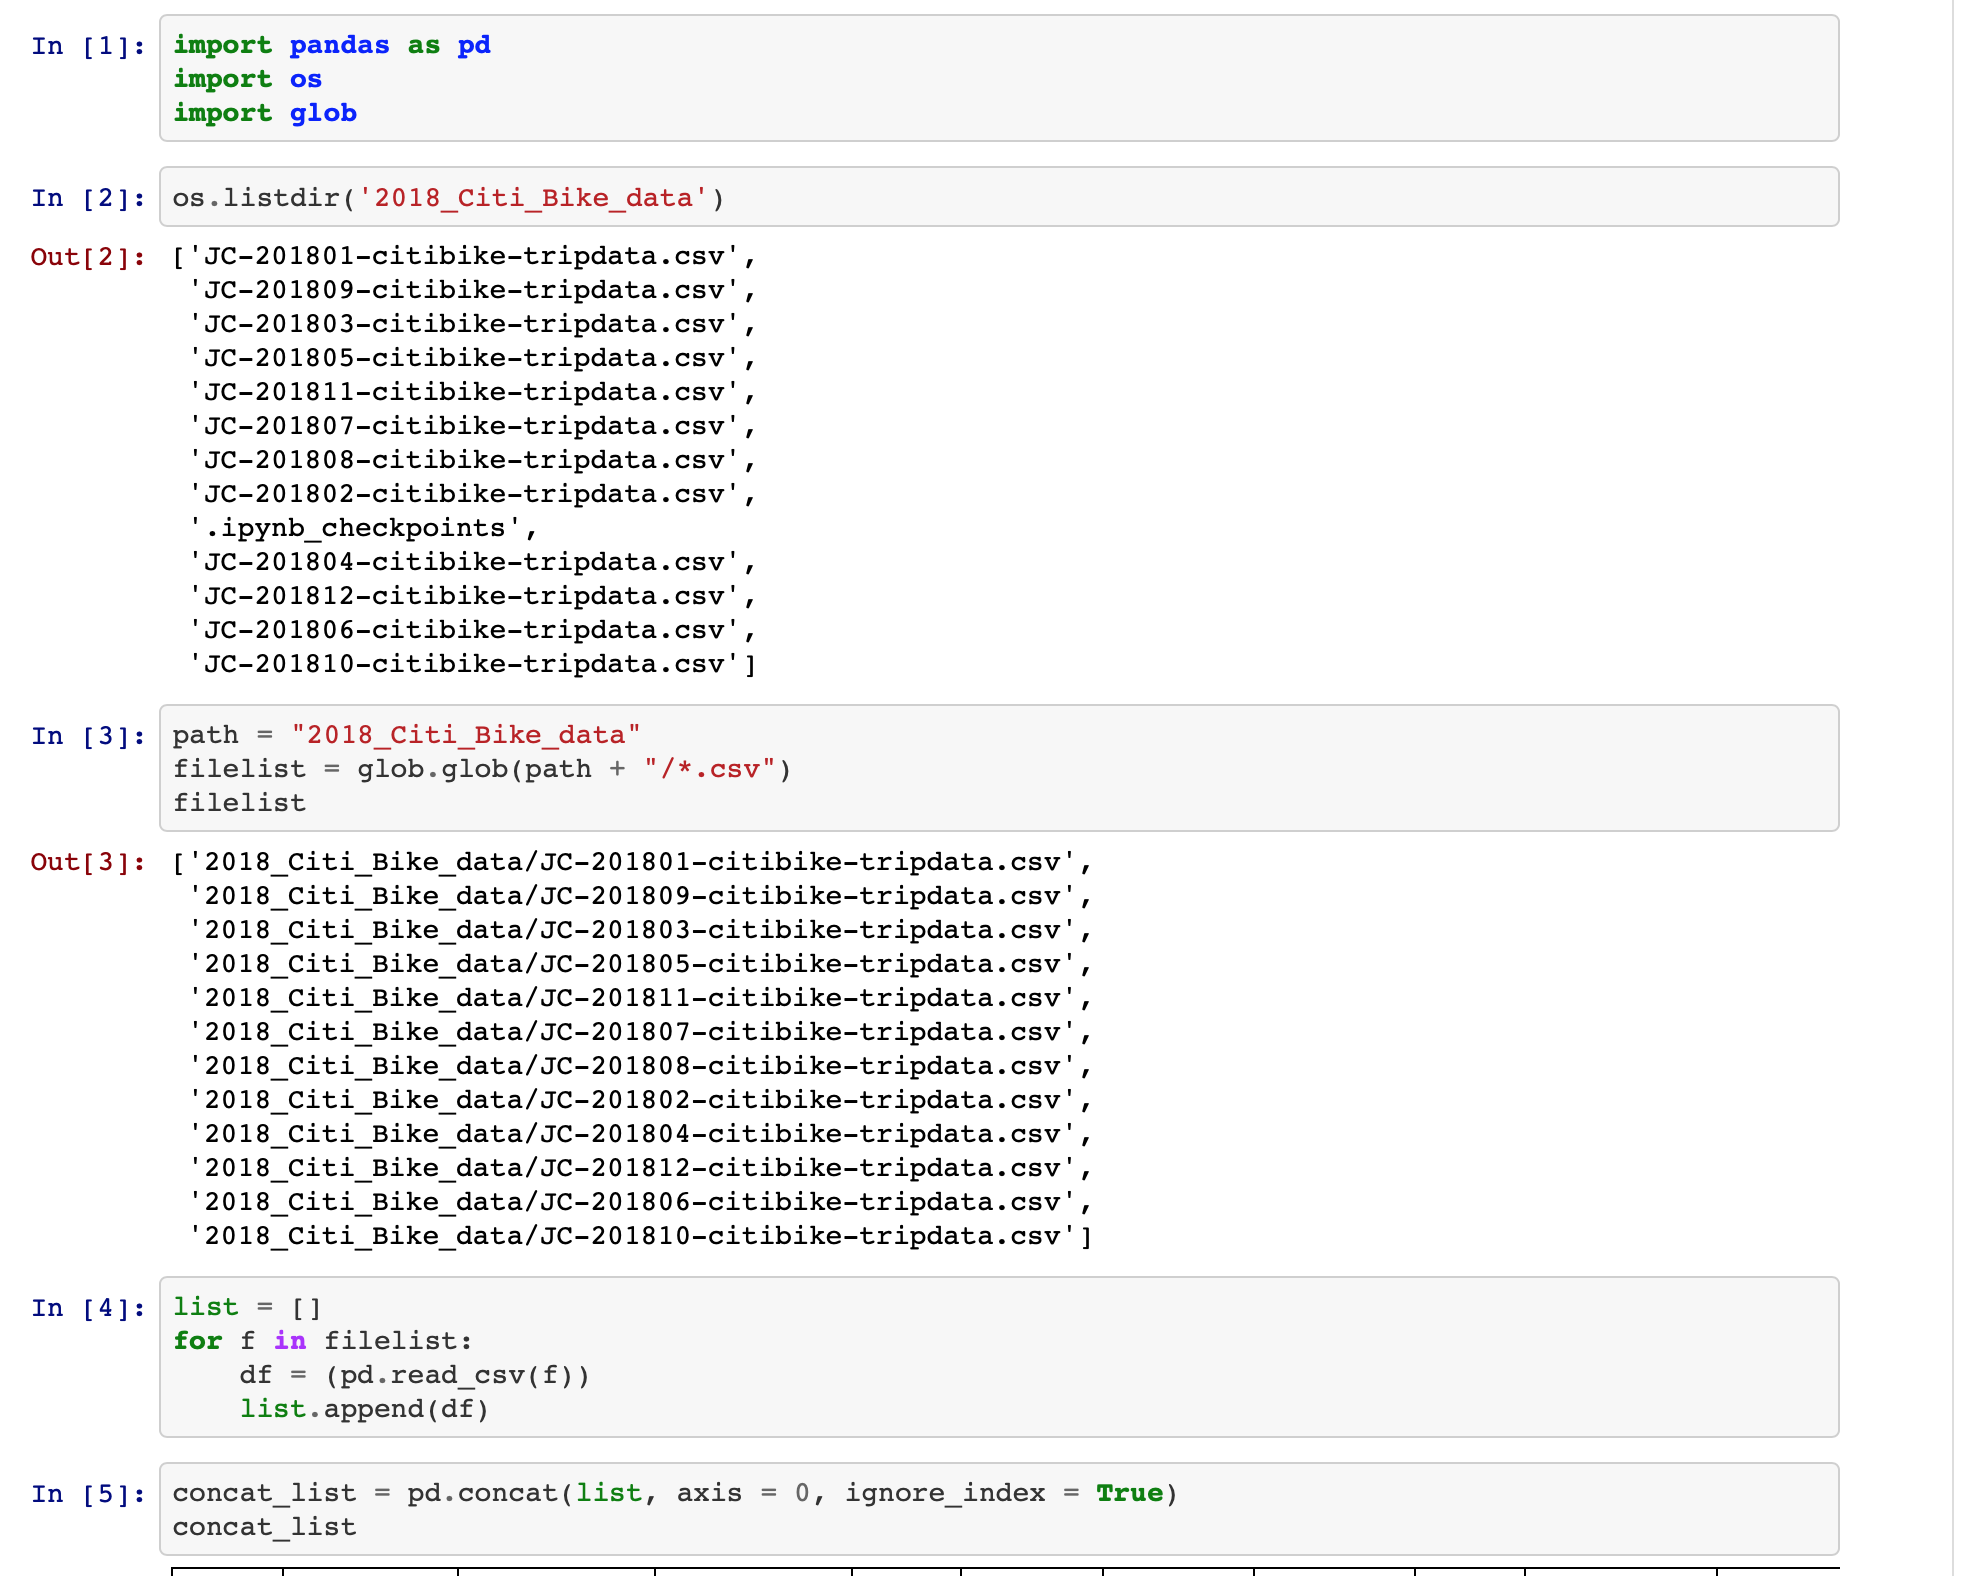 In [1]: import pandas as pd
import os
import glob
In [2]: os.listdir('2018_Citi_Bike_data')
Out[2]: ['JC-201801-citibike-tripdata.csv',
'JC-201809-citibike-tripdata.csv',
'JC-201803-citibike-tripdata.csv',
'JC-201805-citibike-tripdata.csv',
'JC-201811-citibike-tripdata.csv',
'JC-201807-citibike-tripdata.csv',
'JC-201808-citibike-tripdata.csv',
'JC-201802-citibike-tripdata.csv',
'.ipynb_checkpoints',
'JC-201804-citibike-tripdata.csv',
'JC-201812-citibike-tripdata.csv',
'JC-201806-citibike-tripdata.csv',
'JC-201810-citibike-tripdata.csv']
In [3]: path = "2018_Citi_Bike_data"
filelist = glob.glob(path + "/*.csv")
filelist
Out[3]: ['2018_Citi_Bike_data/JC-201801-citibike-tripdata.csv',
'2018_Citi_Bike_data/JC-201809-citibike-tripdata.csv',
'2018_Citi_Bike_data/JC-201803-citibike-tripdata.csv',
'2018_Citi_Bike_data/JC-201805-citibike-tripdata.csv',
'2018_Citi_Bike_data/JC-201811-citibike-tripdata.csv',
'2018_Citi_Bike_data/JC-201807-citibike-tripdata.csv',
'2018_Citi_Bike_data/JC-201808-citibike-tripdata.csv',
'2018_Citi_Bike_data/JC-201802-citibike-tripdata.csv',
'2018_Citi_Bike_data/JC-201804-citibike-tripdata.csv',
'2018_Citi_Bike_data/JC-201812-citibike-tripdata.csv',
'2018_Citi_Bike_data/JC-201806-citibike-tripdata.csv',
'2018_Citi_Bike_data/JC-201810-citibike-tripdata.csv']
In [4]: list = []
for f in filelist:
    df = (pd.read_csv(f))
    list.append(df)
In [5]: concat_list = pd.concat(list, axis = 0, ignore_index = True)
concat_list